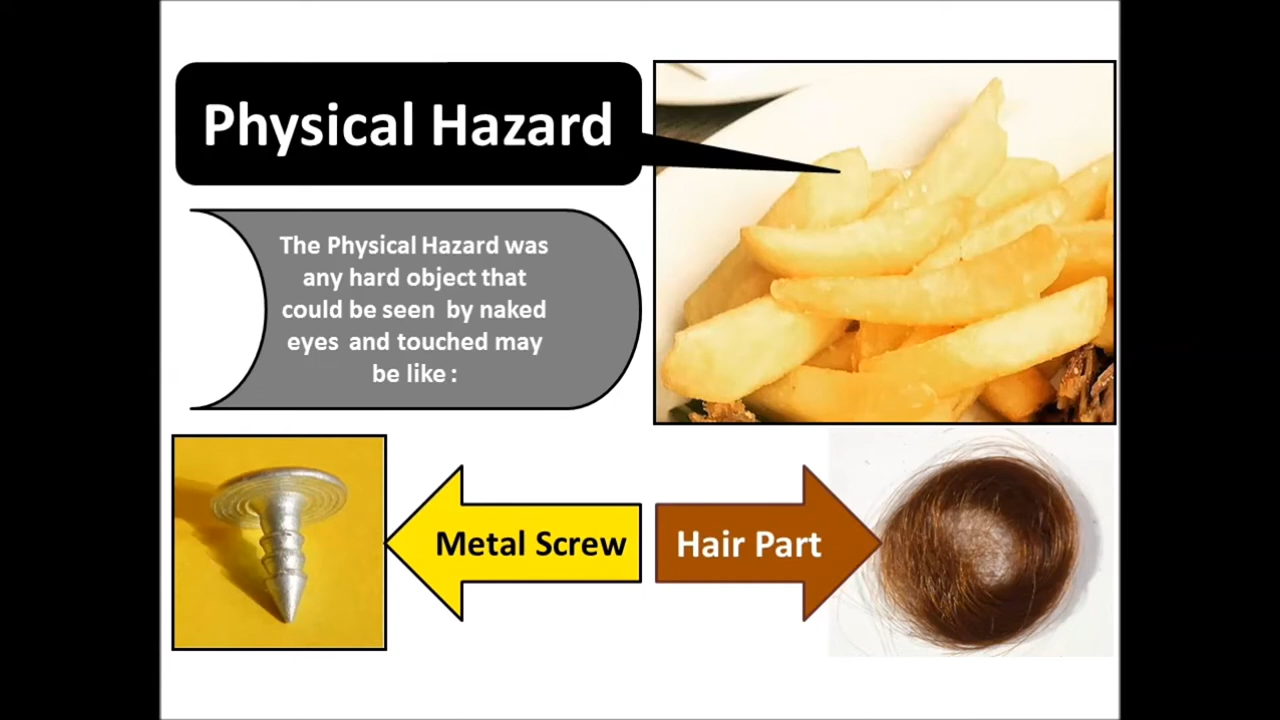 Physical Hazard
The Physical Hazard was
any hard object that
could be seen by naked
eyes and touched may
be like :
Metal Screw
Hair Part